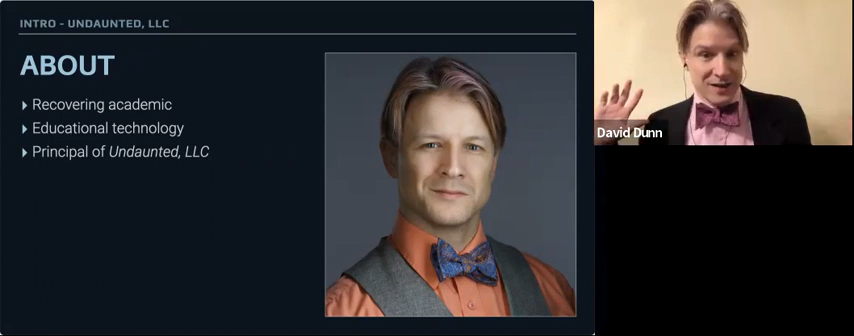 INTRO - UNDAUNTED, LLC
ABOUT
Recovering academic
Educational technology
Principal of Undaunted, LLC
David Dunn